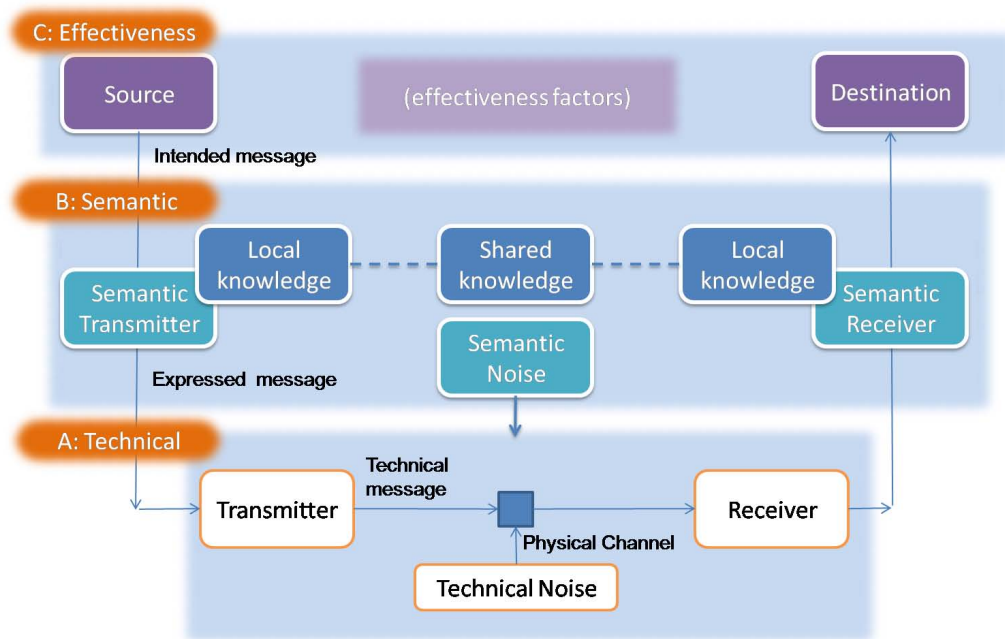 C: Effectiveness
Source
(effectiveness factors)
Destination
Intended message
B: Semantic
Local
knowledge
Shared
knowledge
Local
knowledge
Semantic
Transmitter
Semantic
Receiver
Semantic
Noise
Expressed message
A: Technical
Technical
message
Transmitter
Receiver
Physical Channel
Technical Noise